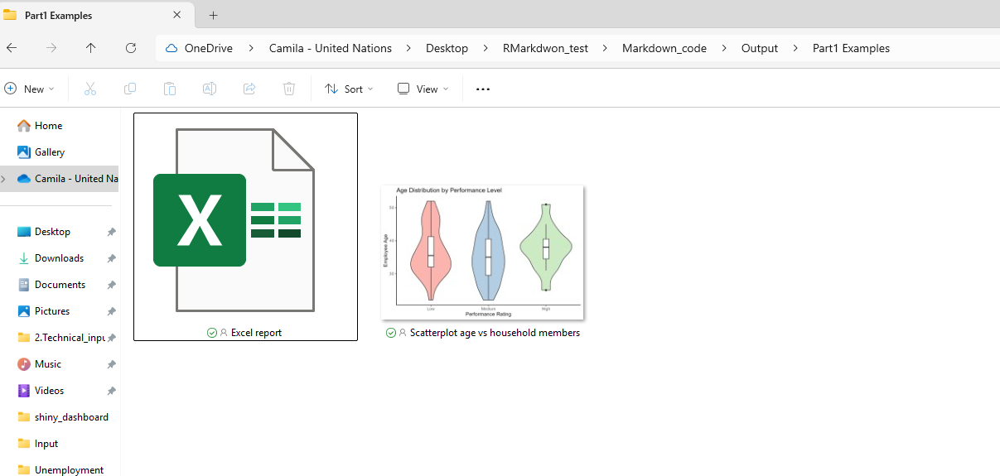 Part1 Examples
OneDrive > Camila - United Nations > Desktop > RMarkdwon_test > Markdown_code > Output > Part1 Examples
New Sort View ...
Home
Gallery
Camila - United Na
Desktop
Downloads
Documents
Pictures
2.Technical_inpu
Music
Videos
shiny_dashboard
Input
Unemployment
X
Excel report
Age Distribution by Performance Level
Employee Age
50
40
30
Low Medium High
Performance Rating
Scatterplot age vs household members